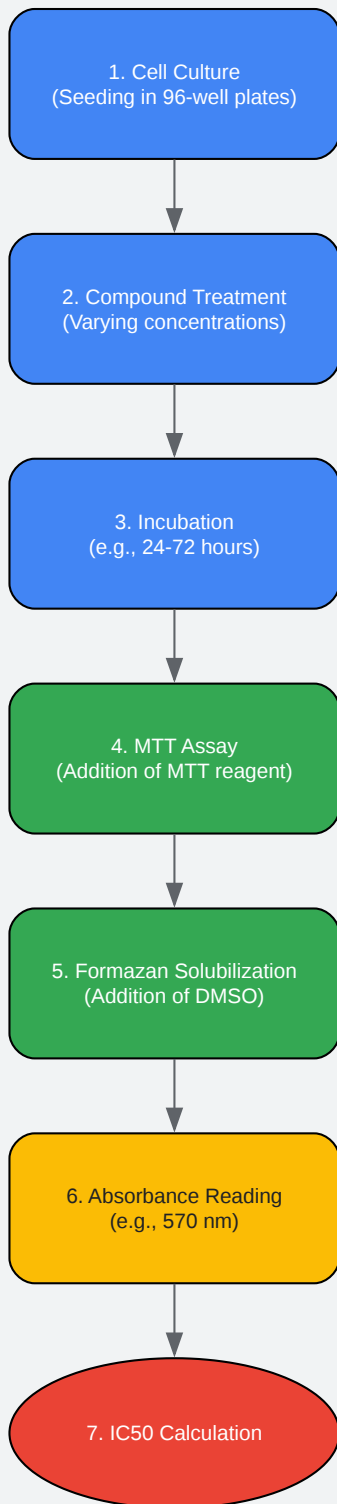 1. Cell Culture
(Seeding in 96-well plates)
2. Compound Treatment
(Varying concentrations)
3. Incubation
(e.g., 24-72 hours)
4. MTT Assay
(Addition of MTT reagent)
5. Formazan Solubilization
(Addition of DMSO)
6. Absorbance Reading
(e.g., 570 nm)
7. IC50 Calculation